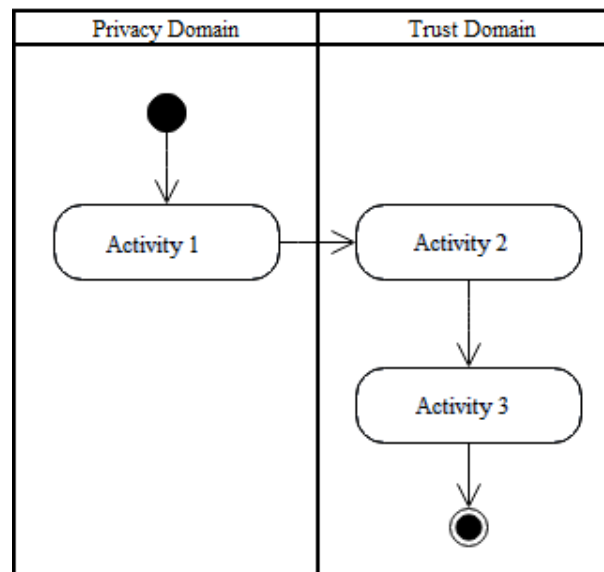 Privacy Domain
Trust Domain
Activity 1
Activity 2
Activity 3